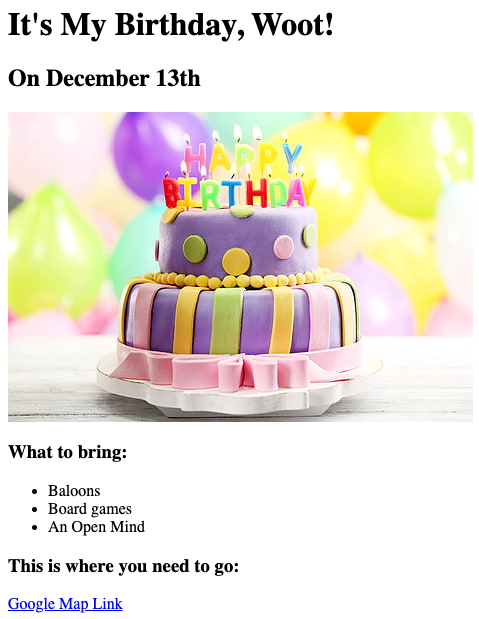 It's My Birthday, Woot!
On December 13th
HAPPY
BIRTHDAY
What to bring:
Baloons
Board games
An Open Mind
This is where you need to go:
Google Map Link